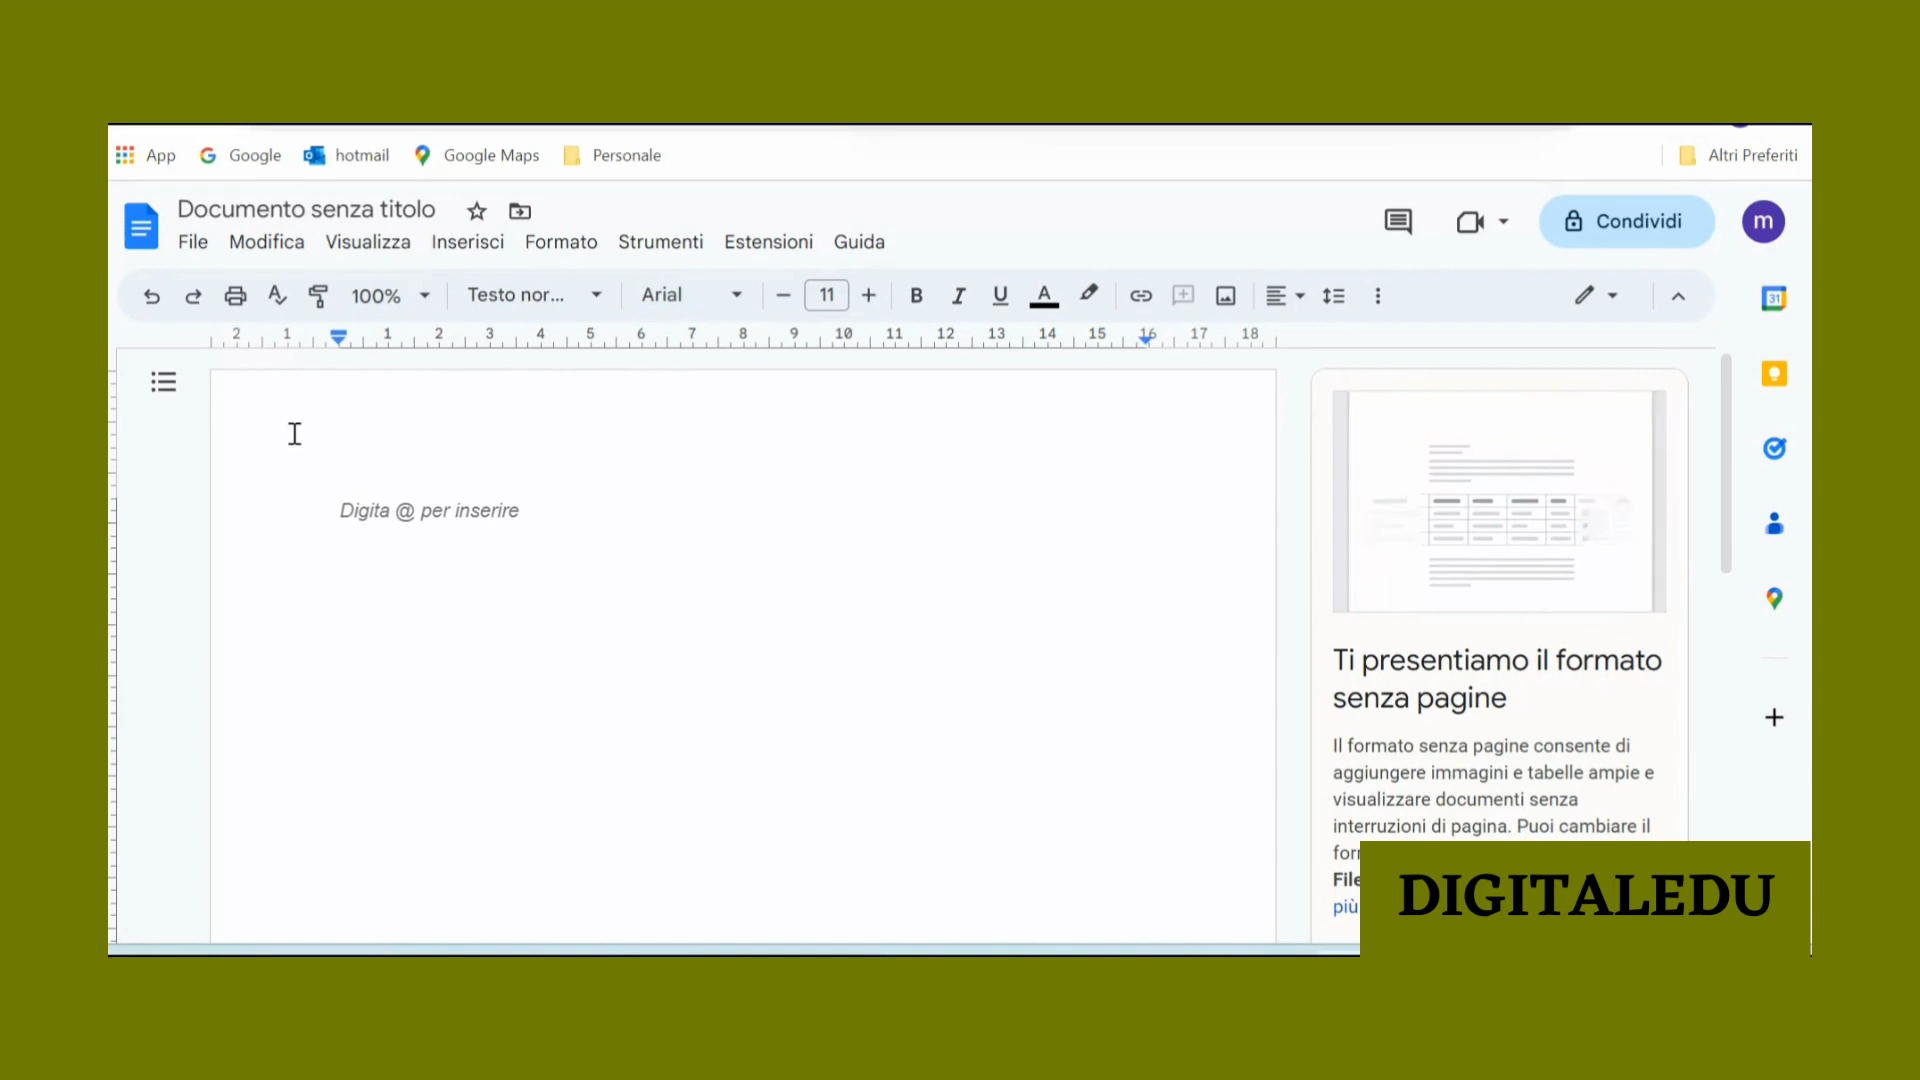 App Google hotmail Google Maps Personale Altri Preferiti
Documento senza titolo
File Modifica Visualizza Inserisci Formato Strumenti Estensioni Guida
Condividi
m
100% Testo nor... Arial 11 B I U A
31
2 1 1 2 3 4 5 6 7 8 9 10 11 12 13 14 15 16 17 18
Digita @ per inserire
Ti presentiamo il formato
senza pagine
Il formato senza pagine consente di
aggiungere immagini e tabelle ampie e
visualizzare documenti senza
interruzioni di pagina. Puoi cambiare il
File
più
DIGITALEDU